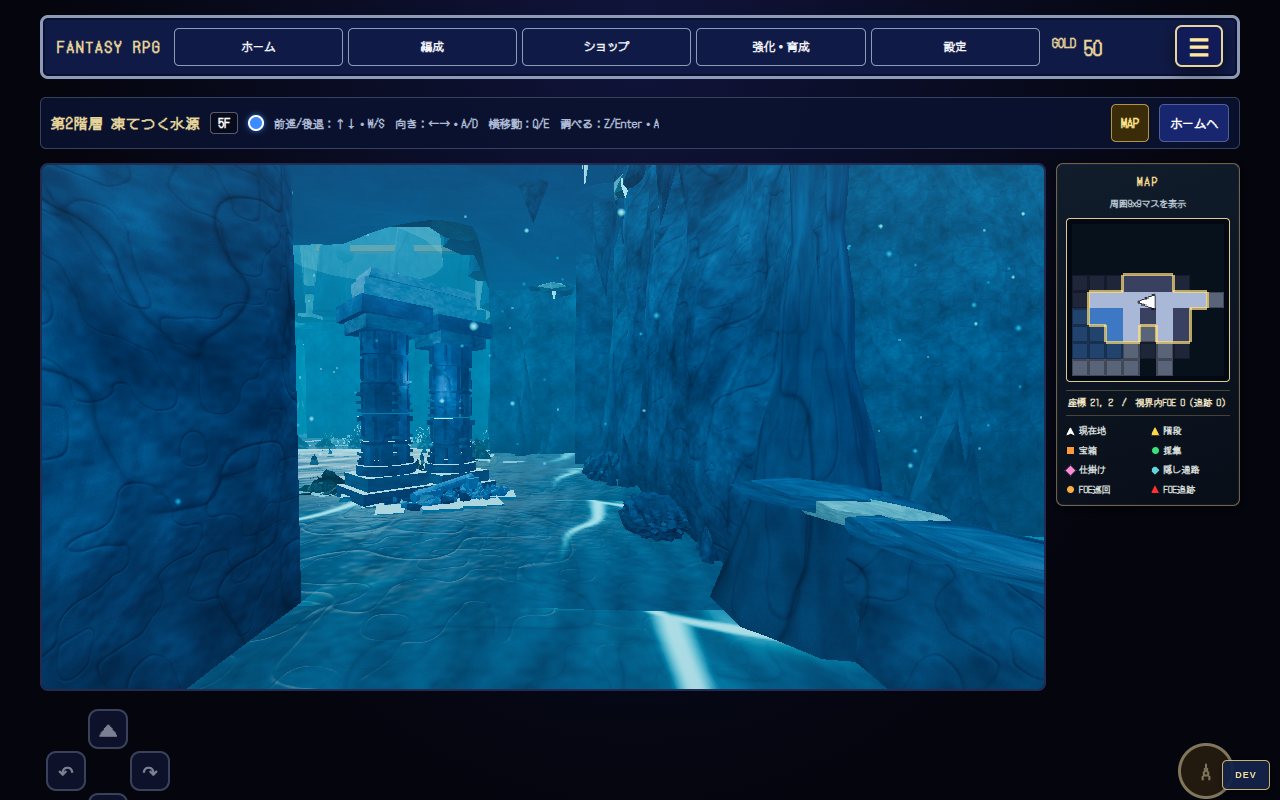 FANTASY RPG
ホーム
編成
ショップ
強化・育成
設定
GOLD 50
第2階層 凍てつく水源
5F
前進/後退：↑↓・W/S 向き：←→・A/D 横移動：Q/E 調べる：Z/Enter・A
MAP
ホームへ
MAP
周囲9x9マスを表示
座標 21, 2 / 視界内FOE 0 (追跡 0)
現在地
階段
宝箱
採集
仕掛け
隠し通路
FOE巡回
FOE追跡
A
DEV